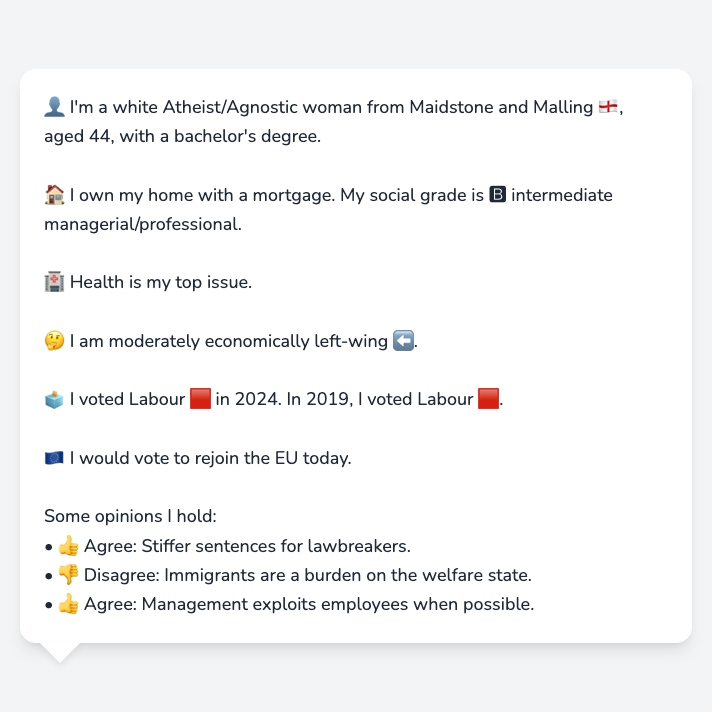 👤 I'm a white Atheist/Agnostic woman from Maidstone and Malling 🏴󠁧󠁢󠁥󠁮󠁧󠁿,
aged 44, with a bachelor's degree.
🏠 I own my home with a mortgage. My social grade is 🅱 intermediate
managerial/professional.
🏥 Health is my top issue.
🤔 I am moderately economically left-wing ⬅️.
🗳️ I voted Labour 🟥 in 2024. In 2019, I voted Labour 🟥.
🇪🇺 I would vote to rejoin the EU today.
Some opinions I hold:
• 👍 Agree: Stiffer sentences for lawbreakers.
• 👎 Disagree: Immigrants are a burden on the welfare state.
• 👍 Agree: Management exploits employees when possible.